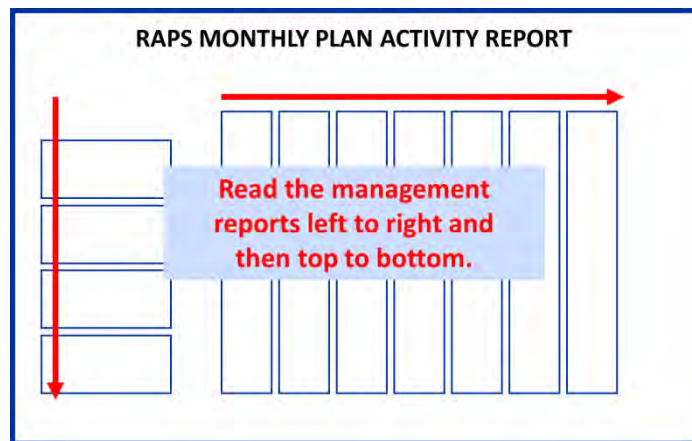 RAPS MONTHLY PLAN ACTIVITY REPORT
Read the management
reports left to right and
then top to bottom.